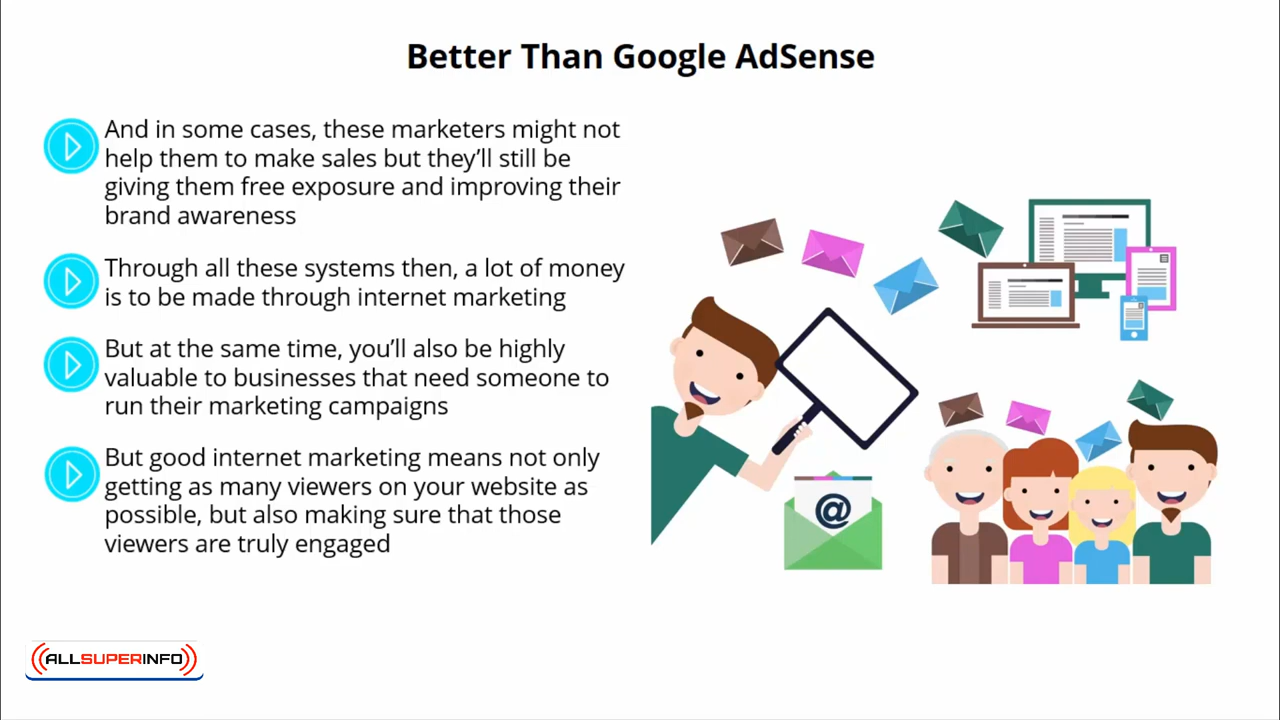 Better Than Google AdSense
And in some cases, these marketers might not
help them to make sales but they'll still be
giving them free exposure and improving their
brand awareness
Through all these systems then, a lot of money
is to be made through internet marketing
But at the same time, you'll also be highly
valuable to businesses that need someone to
run their marketing campaigns
But good internet marketing means not only
getting as many viewers on your website as
possible, but also making sure that those
viewers are truly engaged
@
ALLSUPERINFO